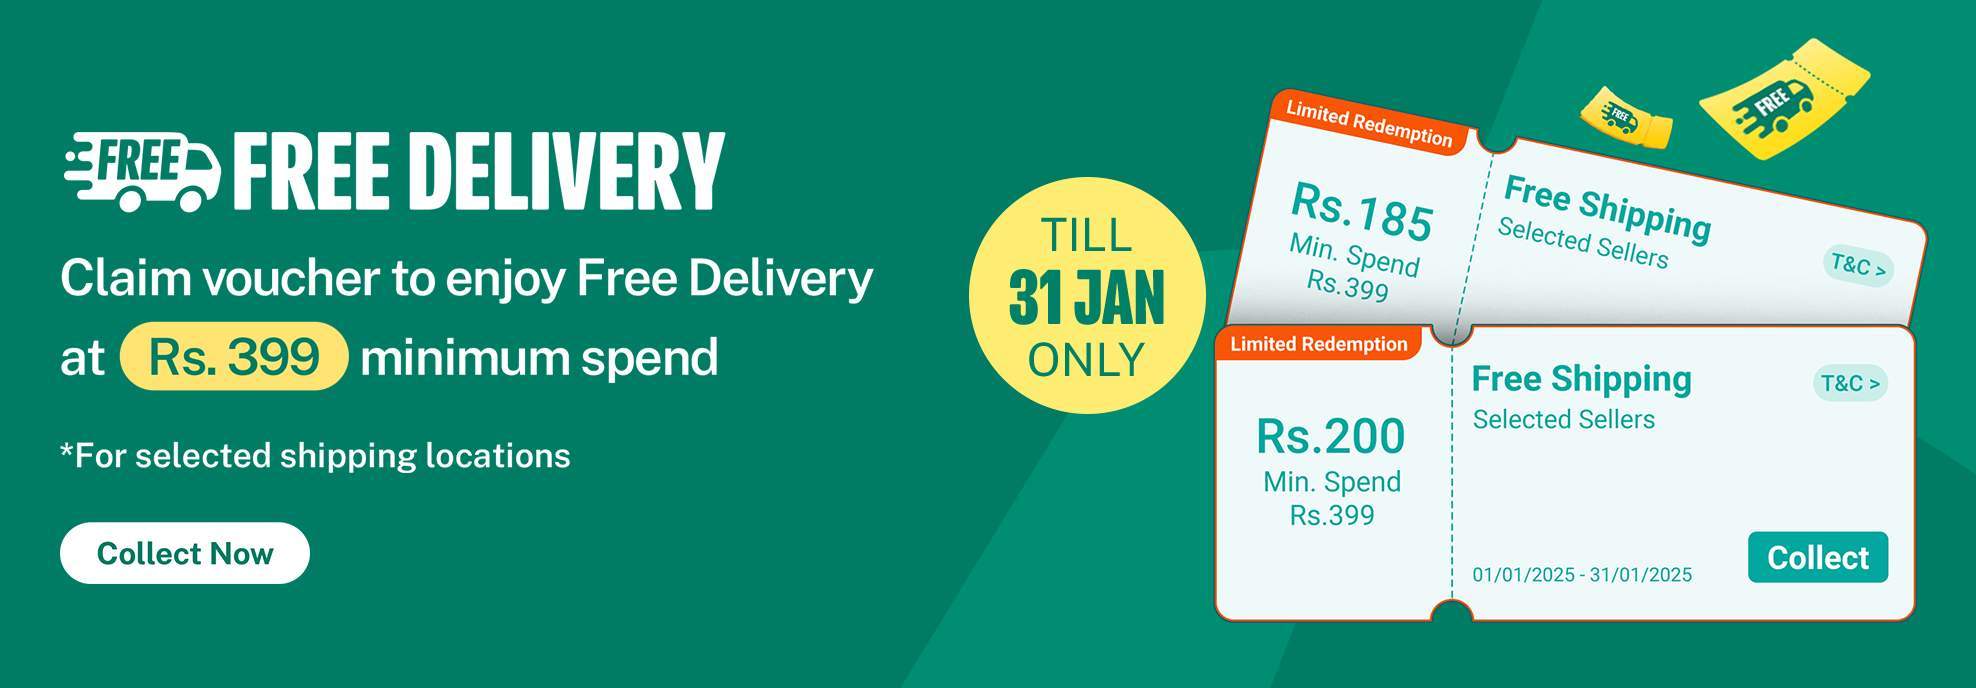 FREE FREE DELIVERY
Claim voucher to enjoy Free Delivery
at Rs. 399 minimum spend
*For selected shipping locations
Collect Now
TILL
31 JAN
ONLY
FREE
FREE
Limited Redemption
Rs.185
Min. Spend
Rs.399
Free Shipping
Selected Sellers
T&C >
Limited Redemption
Rs.200
Min. Spend
Rs.399
Free Shipping
Selected Sellers
T&C >
01/01/2025 - 31/01/2025
Collect